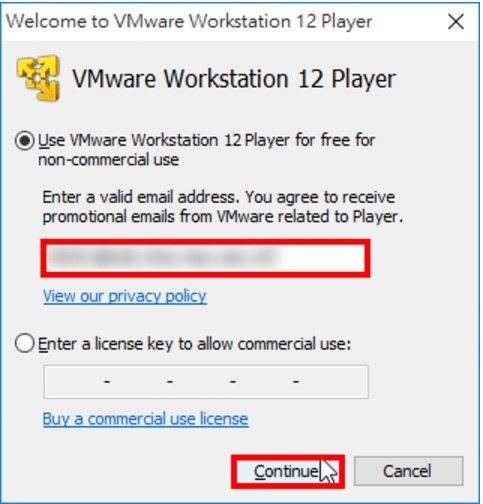 Welcome to VMware Workstation 12 Player
VMware Workstation 12 Player
Use VMware Workstation 12 Player for free for
non-commercial use
Enter a valid email address. You agree to receive
promotional emails from VMware related to Player.
View our privacy policy
Enter a license key to allow commercial use:
- - - -
Buy a commercial use license
Continue Cancel